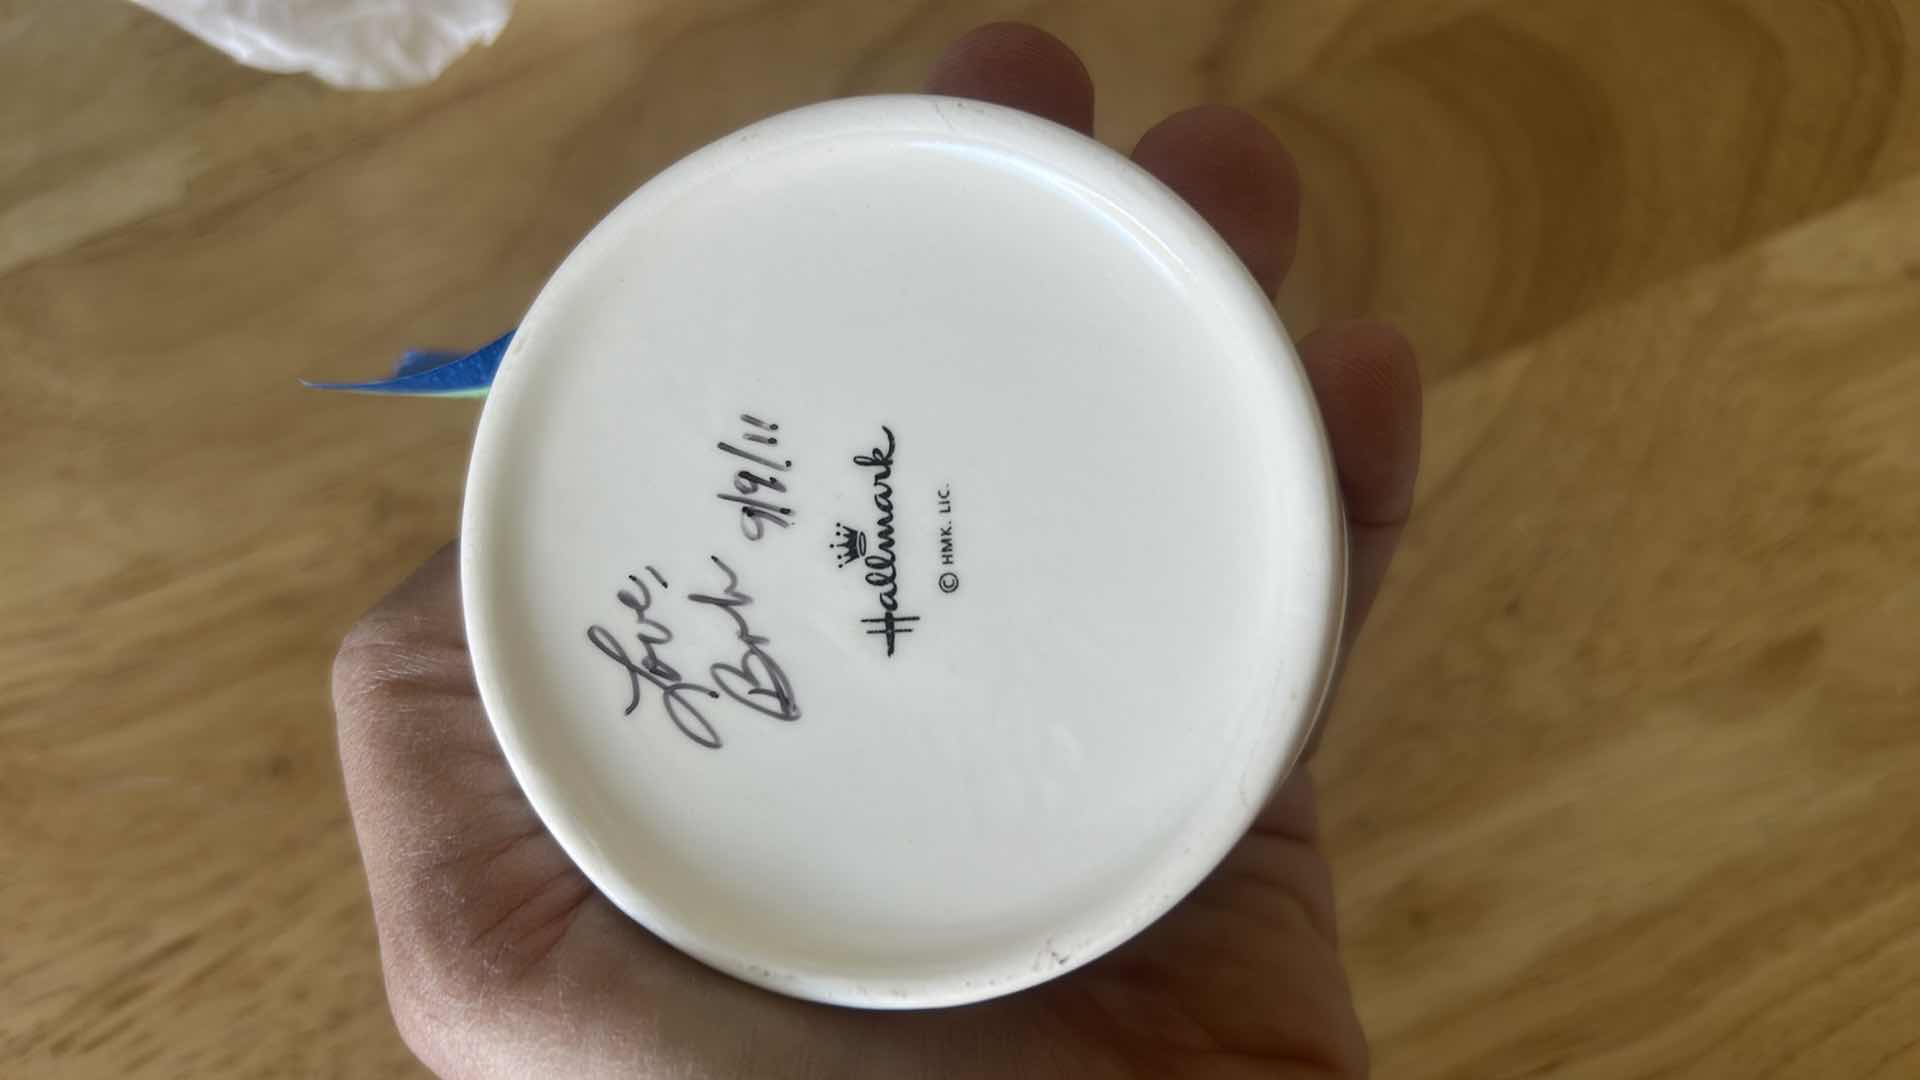 Love,
Bob 9/9/11
Hallmark
© HMK. LIC.